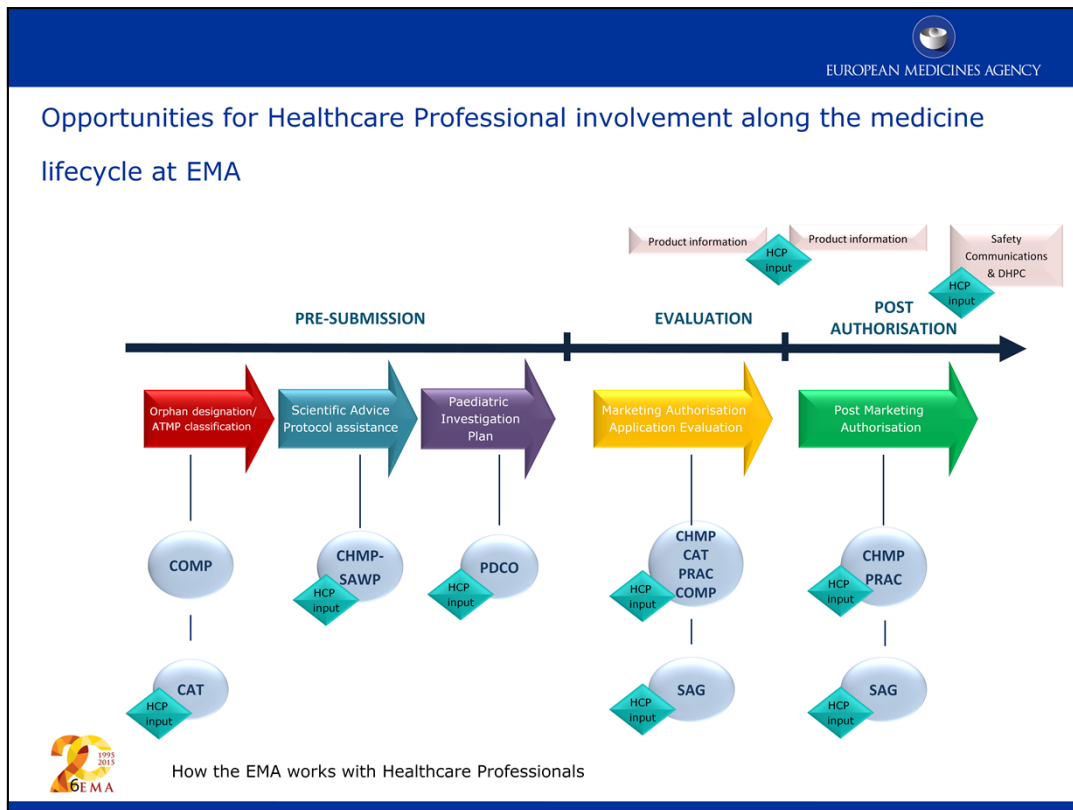 EUROPEAN MEDICINES AGENCY
Opportunities for Healthcare Professional involvement along the medicine
lifecycle at EMA
Product information
HCP
input
Product information
Safety
Communications
& DHPC
HCP
input
PRE-SUBMISSION
EVALUATION
POST
AUTHORISATION
Orphan designation/
ATMP classification
Scientific Advice
Protocol assistance
Paediatric
Investigation
Plan
Marketing Authorisation
Application Evaluation
Post Marketing
Authorisation
COMP
CHMP-
SAWP
HCP
input
PDCO
HCP
input
CHMP
CAT
PRAC
COMP
HCP
input
CHMP
PRAC
HCP
input
CAT
HCP
input
SAG
HCP
input
SAG
HCP
input
20
1995
2015
6
EMA
How the EMA works with Healthcare Professionals